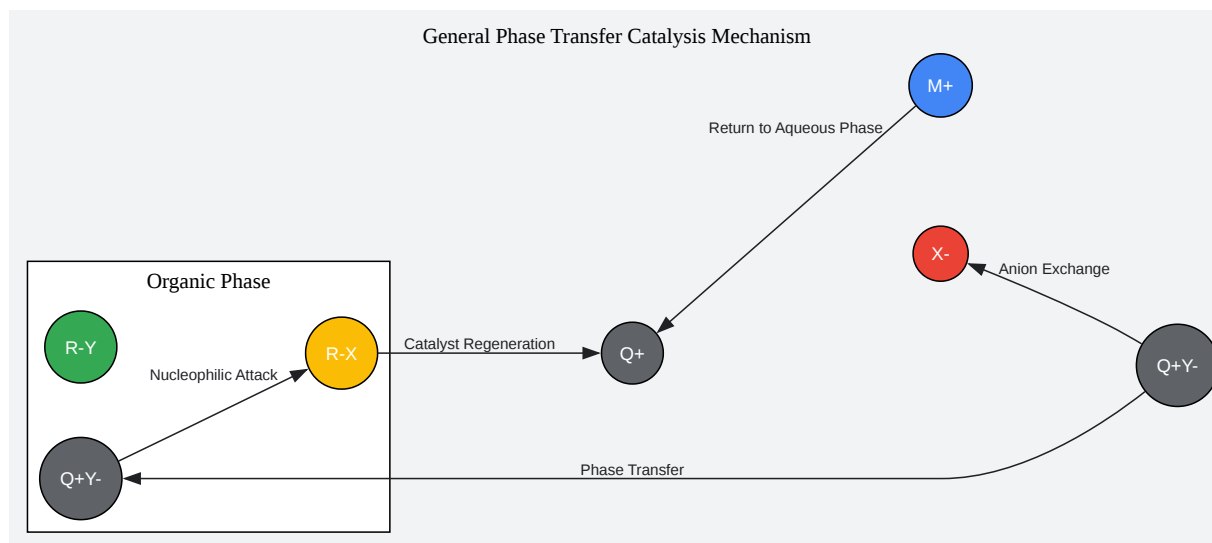 General Phase Transfer Catalysis Mechanism
M+
Return to Aqueous Phase
X-
Anion Exchange
Organic Phase
R-Y
R-X
Catalyst Regeneration
Q+
Q+Y-
Nucleophilic Attack
Q+Y-
Phase Transfer